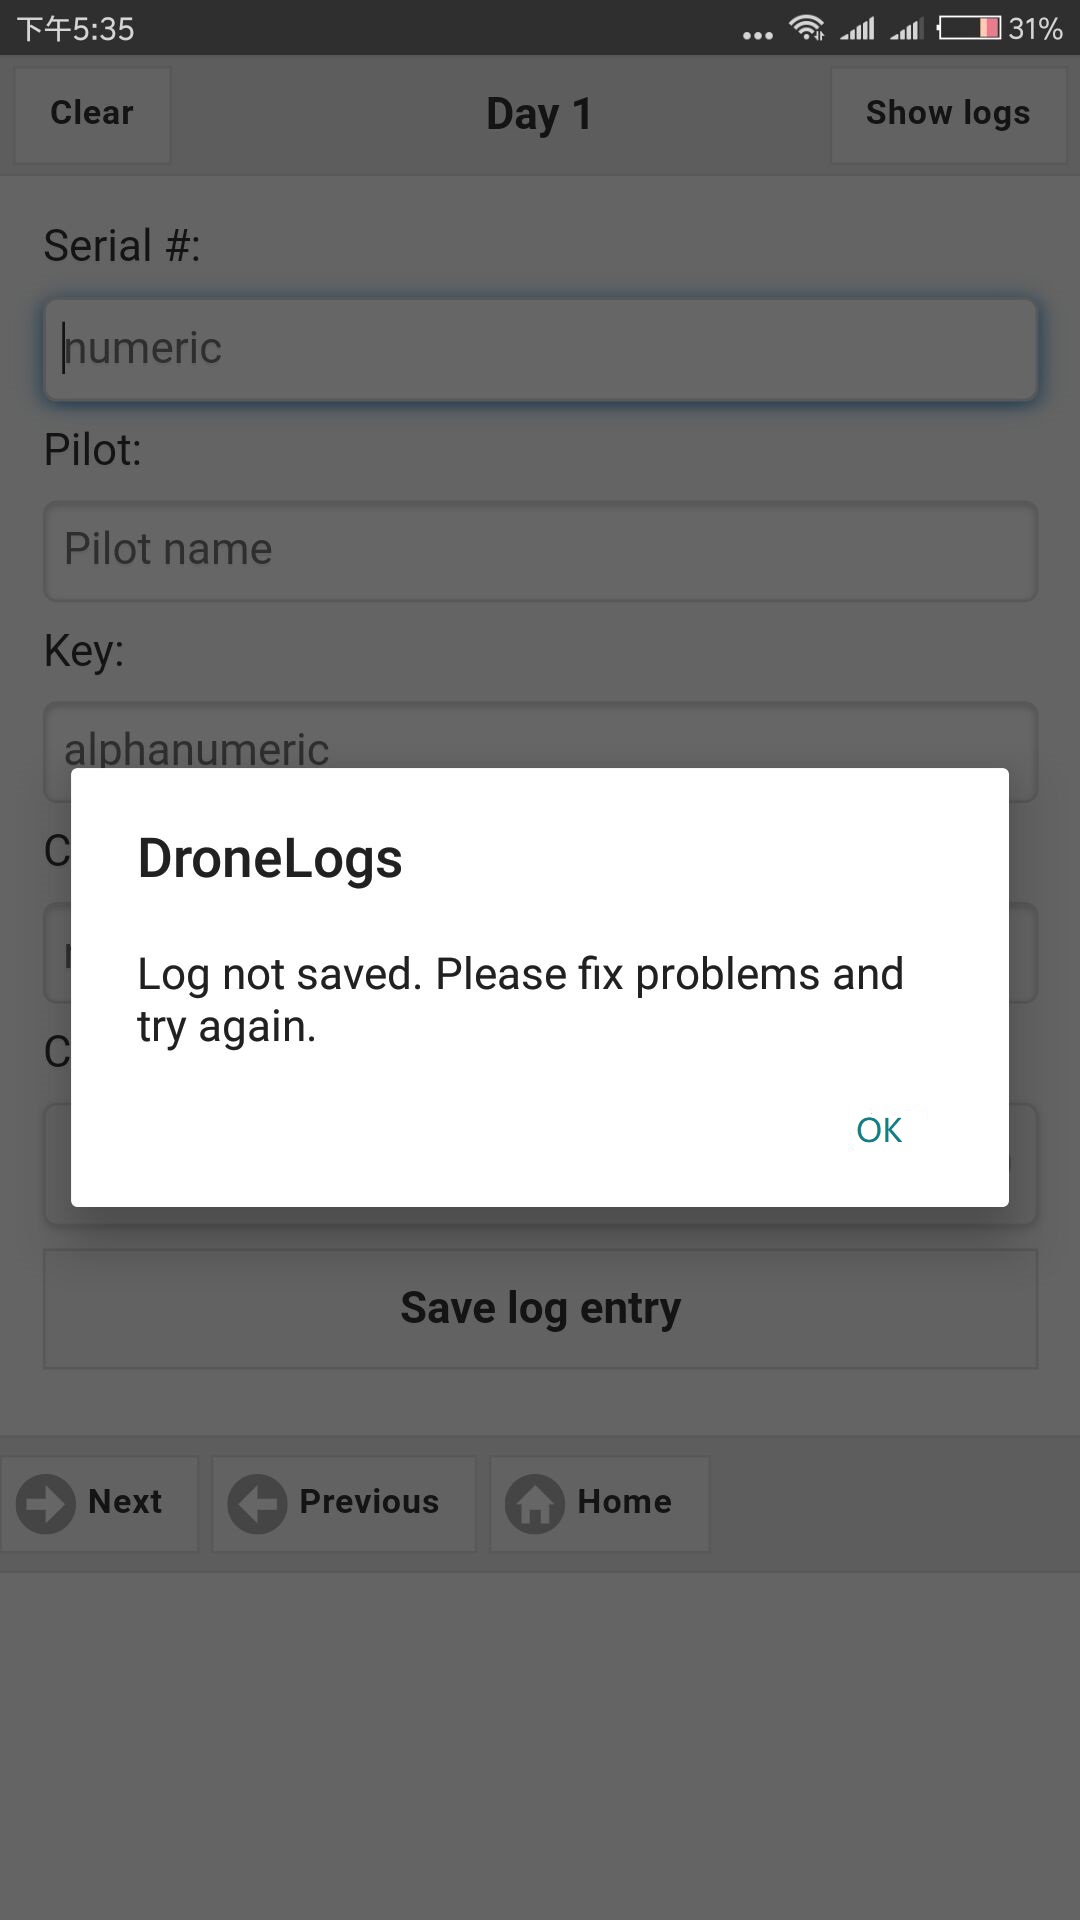 下午5:35
31%
Clear
Day 1
Show logs
Serial #:
numeric
Pilot:
Pilot name
Key:
alphanumeric
DroneLogs
Log not saved. Please fix problems and
try again.
OK
Save log entry
Next
Previous
Home